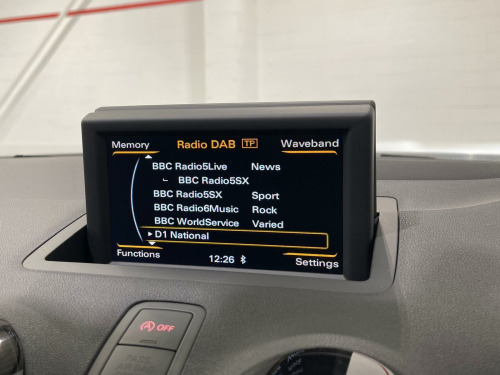 Memory Radio DAB TP Waveband
BBC Radio5Live News
BBC Radio5SX
BBC Radio5SX Sport
BBC Radio6Music Rock
BBC WorldService Varied
D1 National
Functions 12:26 Settings
A OFF